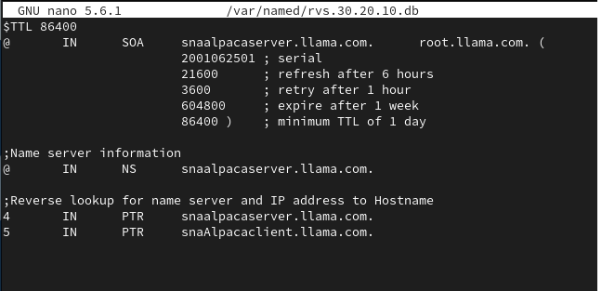 GNU nano 5.6.1 /var/named/rvs.30.20.10.db
$TTL 86400
@ IN SOA snaalpacaserver.llama.com. root.llama.com. (
2001062501 ; serial
21600 ; refresh after 6 hours
3600 ; retry after 1 hour
604800 ; expire after 1 week
86400 ) ; minimum TTL of 1 day
;Name server information
@ IN NS snaalpacaserver.llama.com.
;Reverse lookup for name server and IP address to Hostname
4 IN PTR snaalpacaserver.llama.com.
5 IN PTR snaAlpacaclient.llama.com.